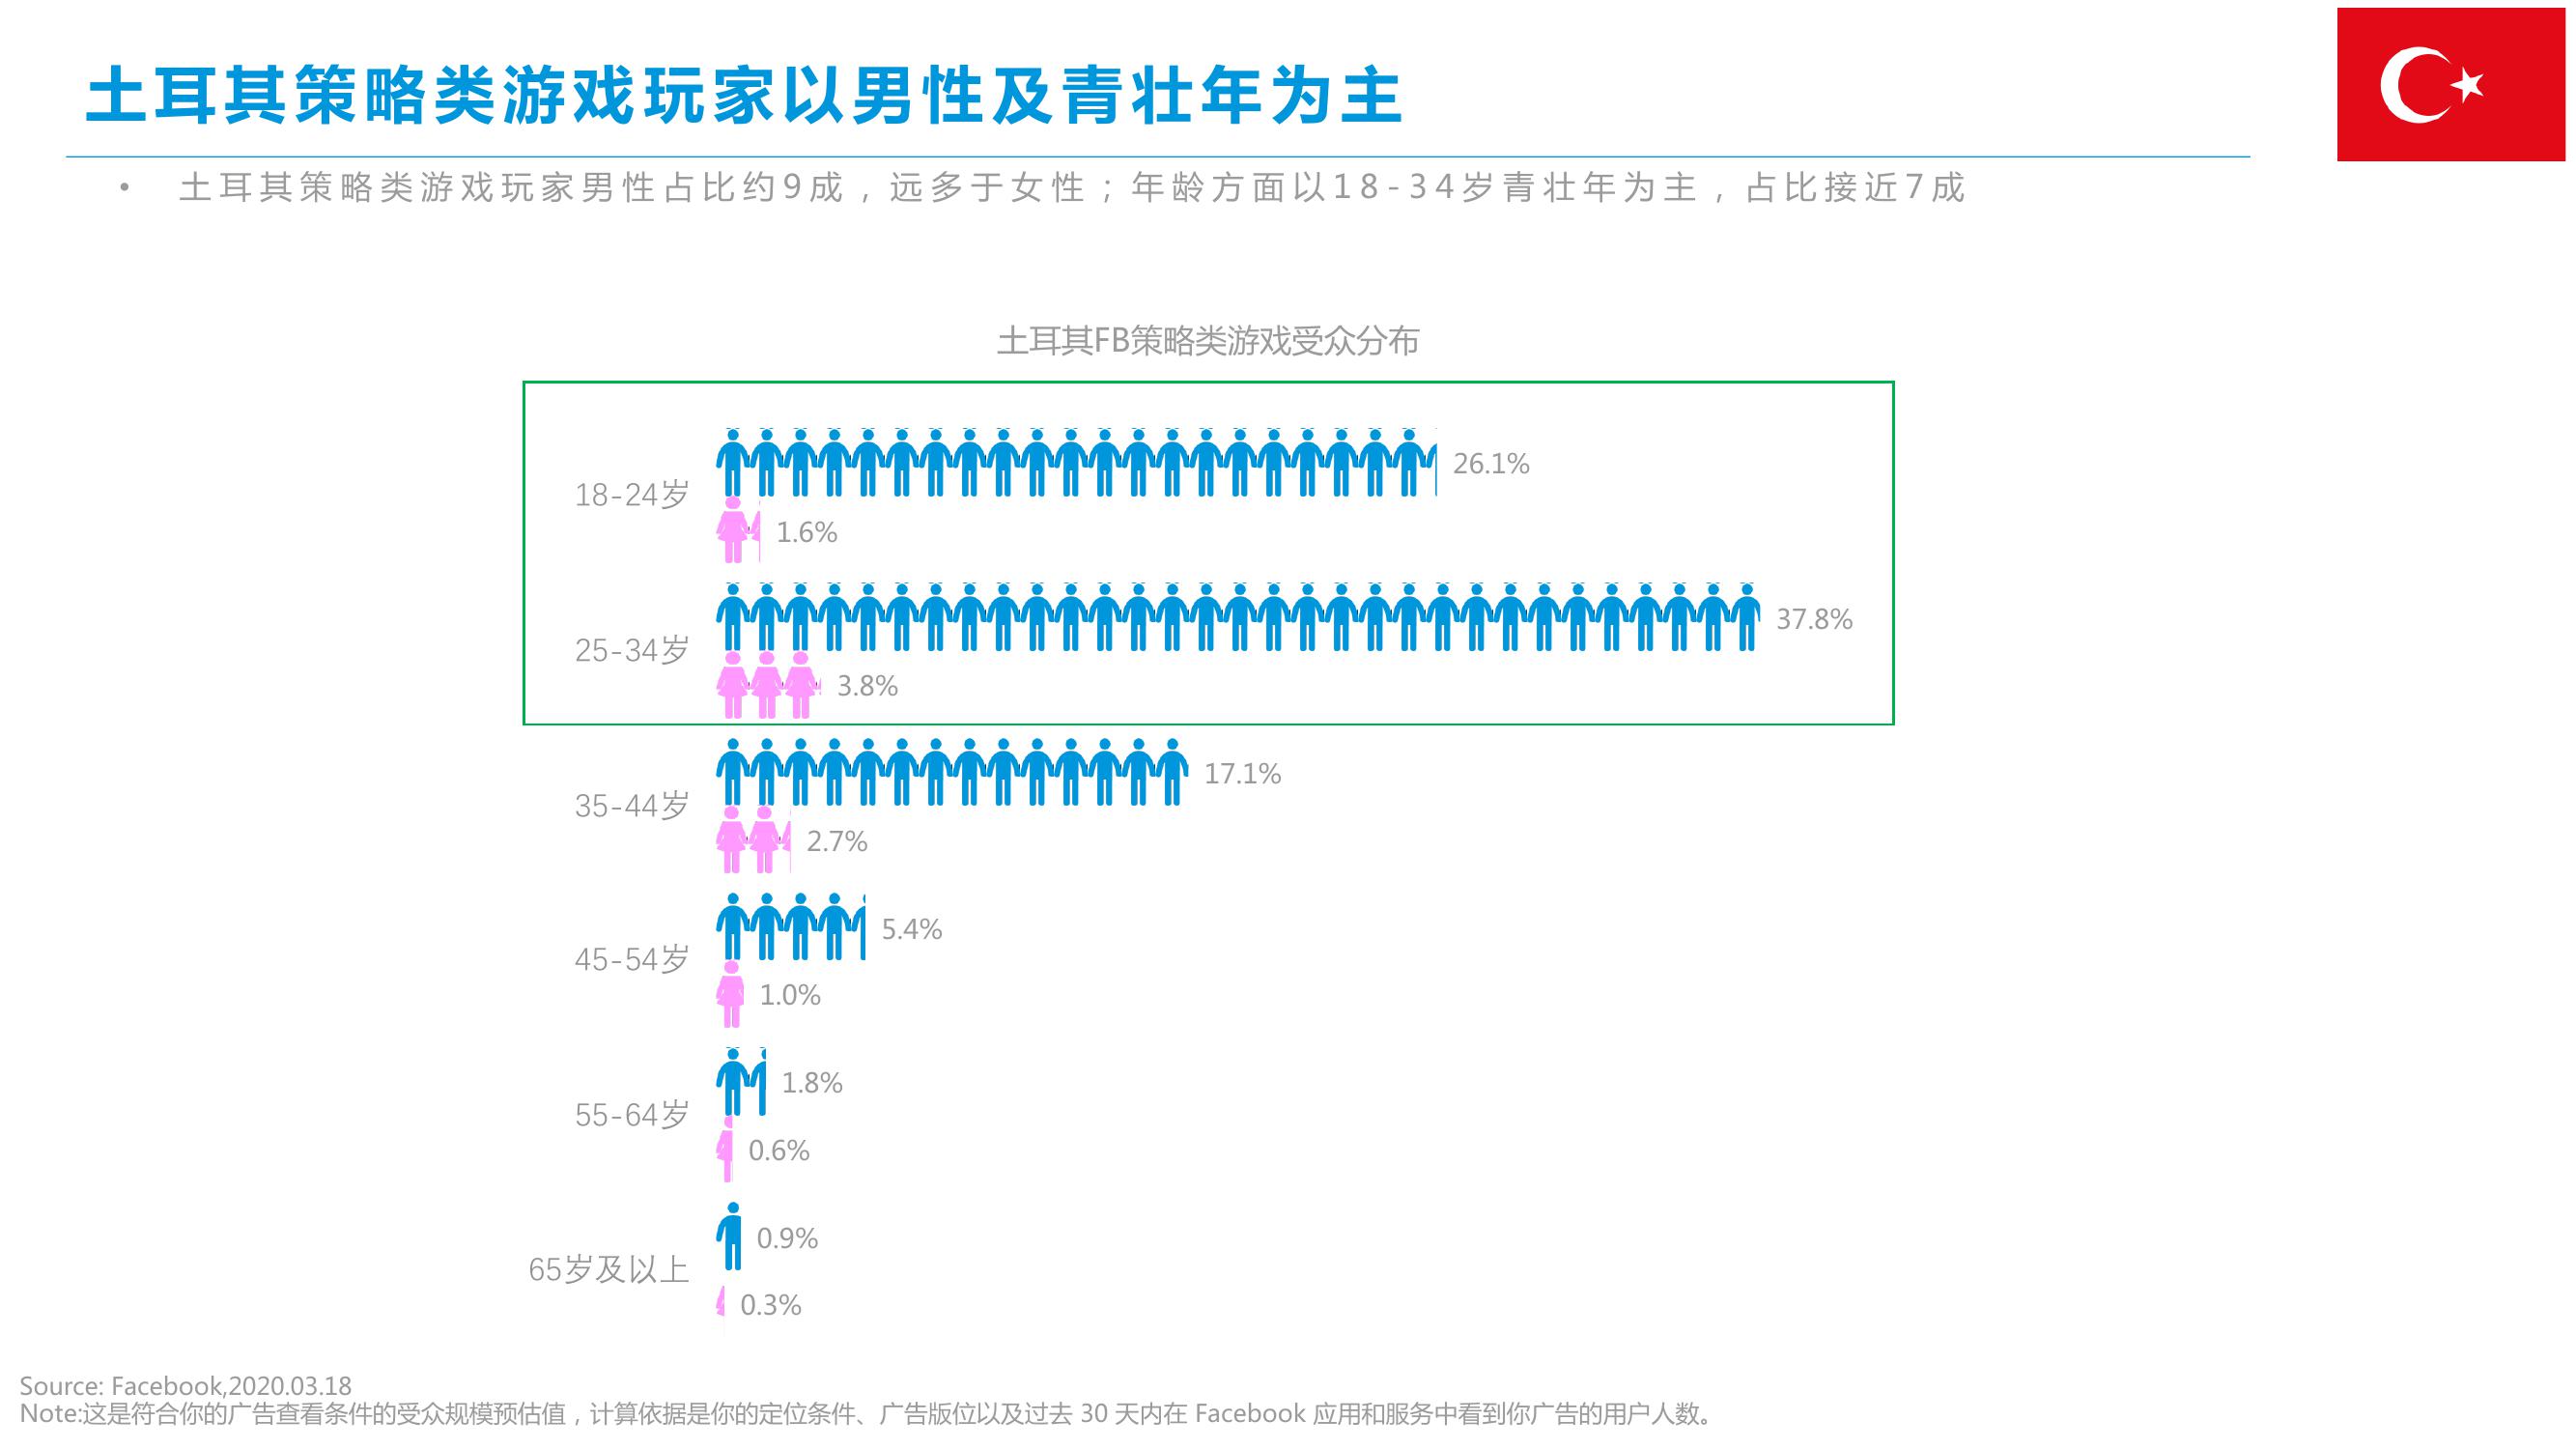 土耳其策略类游戏玩家以男性及青壮年为主
• 土耳其策略类游戏玩家男性占比约9成，远多于女性；年龄方面以18-34岁青壮年为主，占比接近7成
土耳其FB策略类游戏受众分布
26.1%
18-24岁
1.6%
37.8%
25-34岁
3.8%
17.1%
35-44岁
2.7%
5.4%
45-54岁
1.0%
1.8%
55-64岁
0.6%
0.9%
65岁及以上
0.3%
Source: Facebook,2020.03.18
Note:这是符合你的广告查看条件的受众规模预估值，计算依据是你的定位条件、广告版位以及过去 30 天内在 Facebook 应用和服务中看到你广告的用户人数。